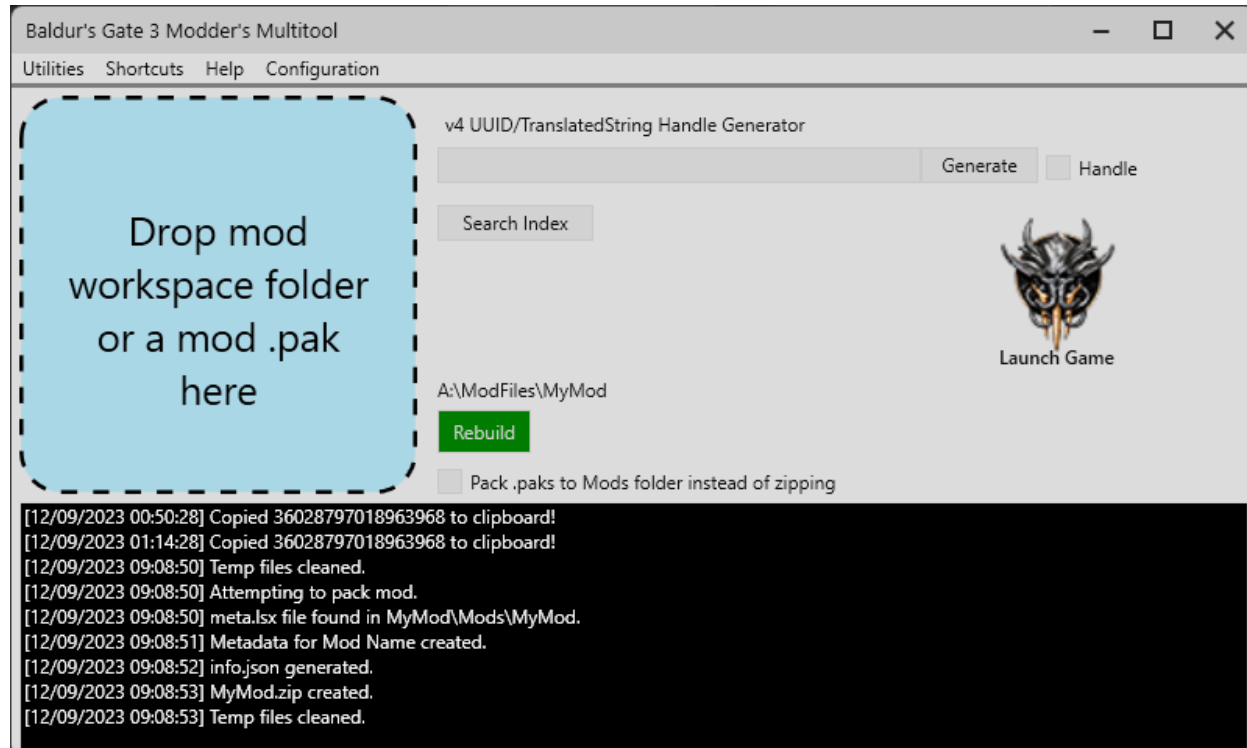 Baldur's Gate 3 Modder's Multitool
Utilities Shortcuts Help Configuration
Drop mod
workspace folder
or a mod .pak
here
v4 UUID/TranslatedString Handle Generator
Generate Handle
Search Index
Launch Game
A:\ModFiles\MyMod
Rebuild
Pack .paks to Mods folder instead of zipping
[12/09/2023 00:50:28] Copied 36028797018963968 to clipboard!
[12/09/2023 01:14:28] Copied 36028797018963968 to clipboard!
[12/09/2023 09:08:50] Temp files cleaned.
[12/09/2023 09:08:50] Attempting to pack mod.
[12/09/2023 09:08:50] meta.lsx file found in MyMod\Mods\MyMod.
[12/09/2023 09:08:51] Metadata for Mod Name created.
[12/09/2023 09:08:52] info.json generated.
[12/09/2023 09:08:53] MyMod.zip created.
[12/09/2023 09:08:53] Temp files cleaned.